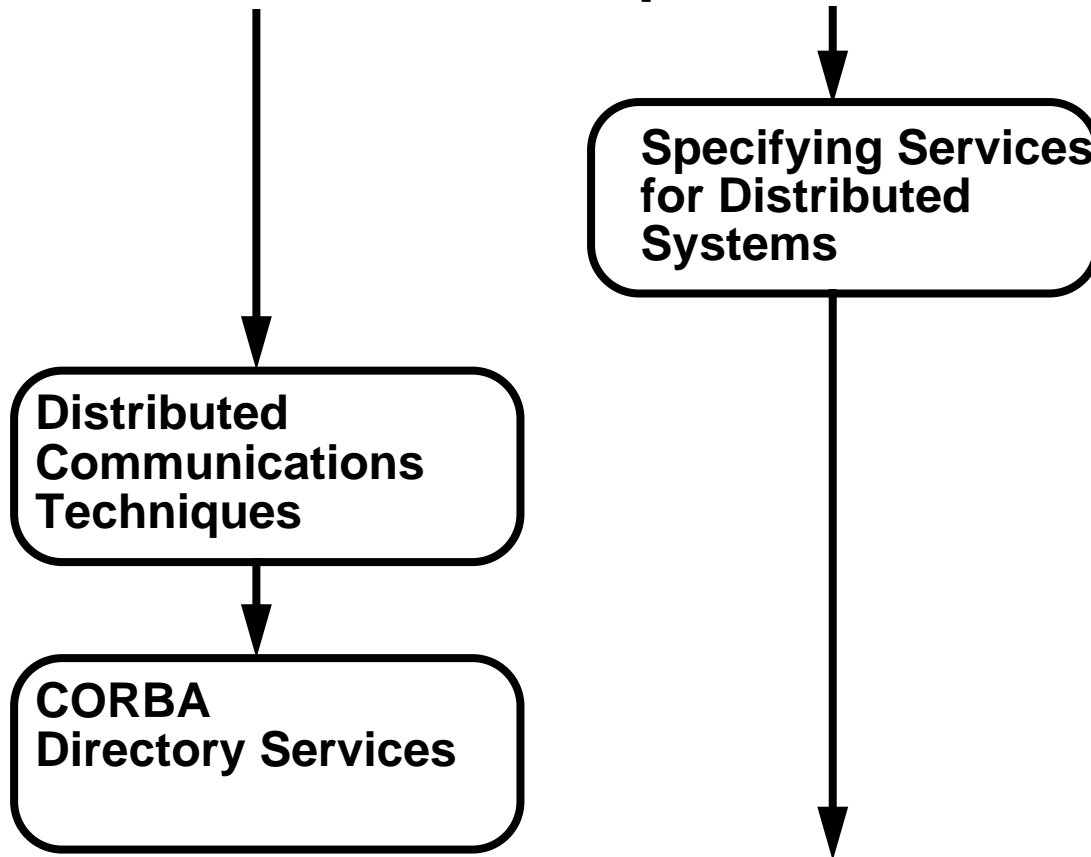 Specifying Services
for Distributed
Systems
Distributed
Communications
Techniques
CORBA
Directory Services